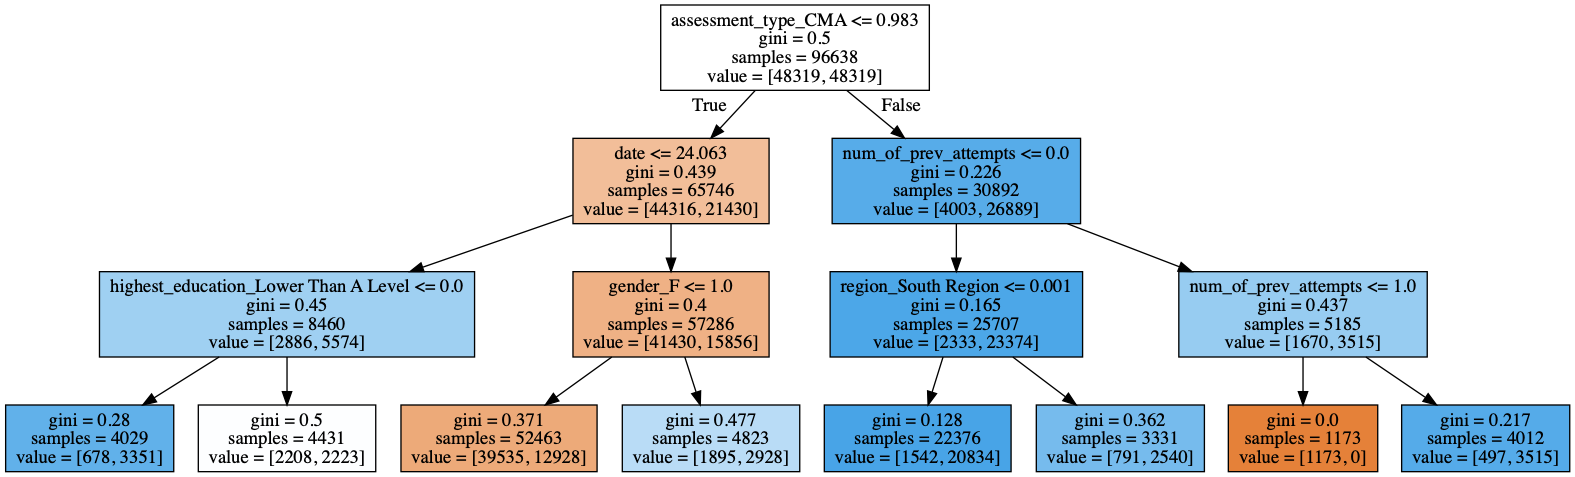 assessment_type_CMA <= 0.983
gini = 0.5
samples = 96638
value = [48319, 48319]
True
False
date <= 24.063
gini = 0.439
samples = 65746
value = [44316, 21430]
num_of_prev_attempts <= 0.0
gini = 0.226
samples = 30892
value = [4003, 26889]
highest_education_Lower Than A Level <= 0.0
gini = 0.45
samples = 8460
value = [2886, 5574]
gender_F <= 1.0
gini = 0.4
samples = 57286
value = [41430, 15856]
region_South Region <= 0.001
gini = 0.165
samples = 25707
value = [2333, 23374]
num_of_prev_attempts <= 1.0
gini = 0.437
samples = 5185
value = [1670, 3515]
gini = 0.28
samples = 4029
value = [678, 3351]
gini = 0.5
samples = 4431
value = [2208, 2223]
gini = 0.371
samples = 52463
value = [39535, 12928]
gini = 0.477
samples = 4823
value = [1895, 2928]
gini = 0.128
samples = 22376
value = [1542, 20834]
gini = 0.362
samples = 3331
value = [791, 2540]
gini = 0.0
samples = 1173
value = [1173, 0]
gini = 0.217
samples = 4012
value = [497, 3515]